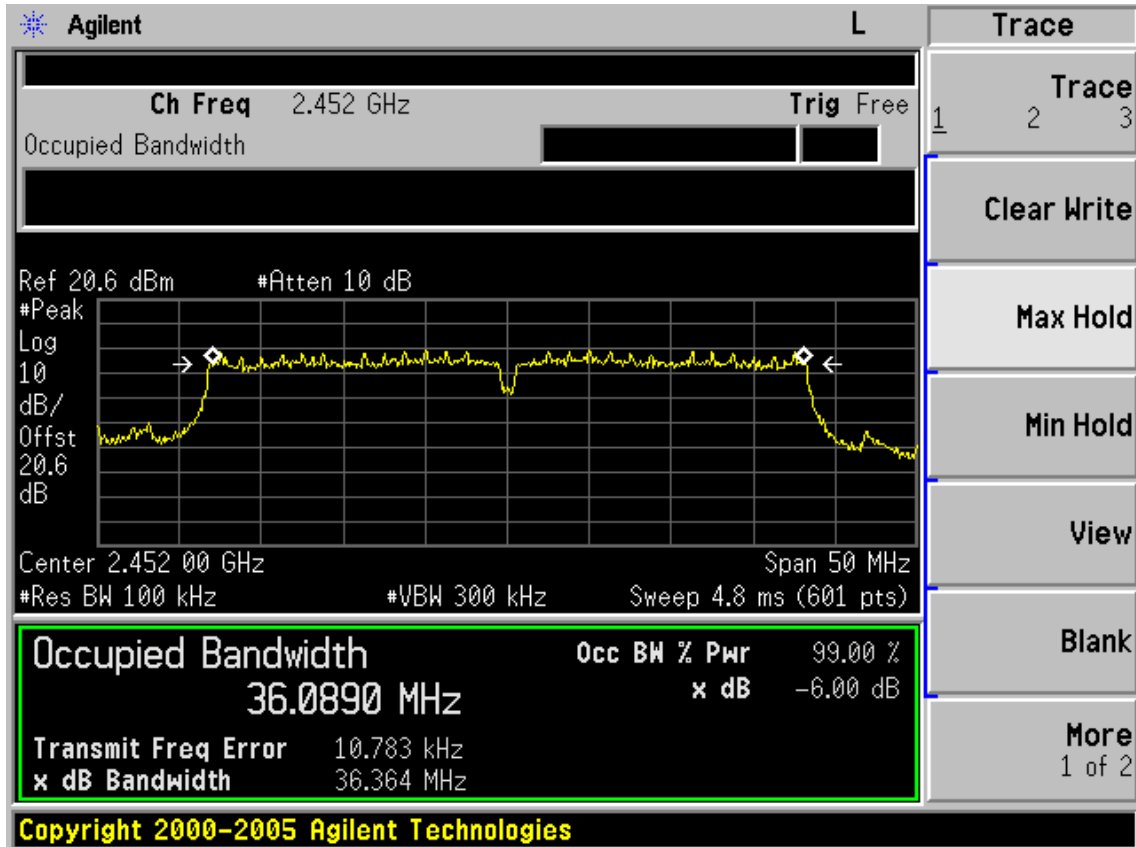 Agilent
L
Trace
Ch Freq 2.452 GHz
Trig Free
Occupied Bandwidth
Trace
1 2 3
Clear Write
Max Hold
Min Hold
View
Blank
More
1 of 2
Ref 20.6 dBm #Atten 10 dB
#Peak
Log
10
dB/
Offst
20.6
dB
Center 2.452 00 GHz Span 50 MHz
#Res BW 100 kHz #VBW 300 kHz Sweep 4.8 ms (601 pts)
Occupied Bandwidth
36.0890 MHz
Occ BW % Pwr 99.00 %
x dB -6.00 dB
Transmit Freq Error 10.783 kHz
x dB Bandwidth 36.364 MHz
Copyright 2000-2005 Agilent Technologies